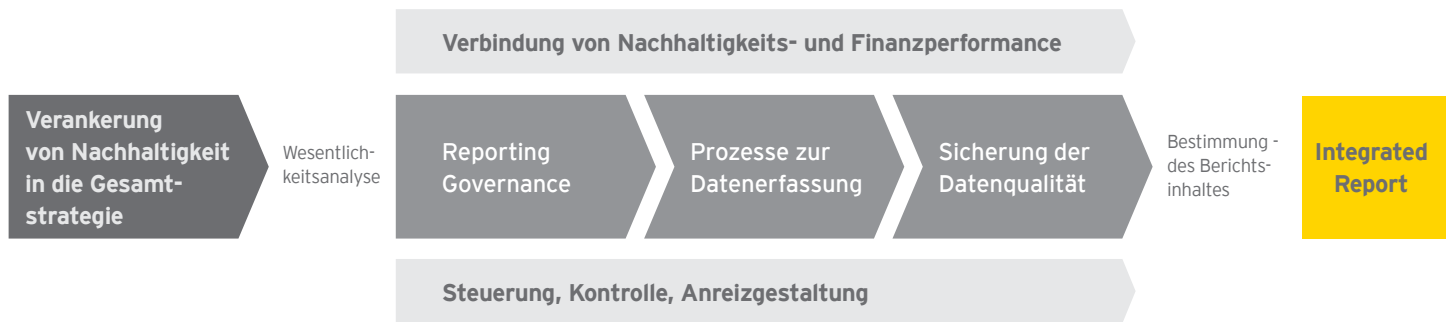 Verbindung von Nachhaltigkeits- und Finanzperformance
Verankerung
von Nachhaltigkeit
in die Gesamt-
strategie
Wesentlich-
keitsanalyse
Reporting
Governance
Prozesse zur
Datenerfassung
Sicherung der
Datenqualität
Bestimmung -
des Berichts-
inhaltes
Integrated
Report
Steuerung, Kontrolle, Anreizgestaltung